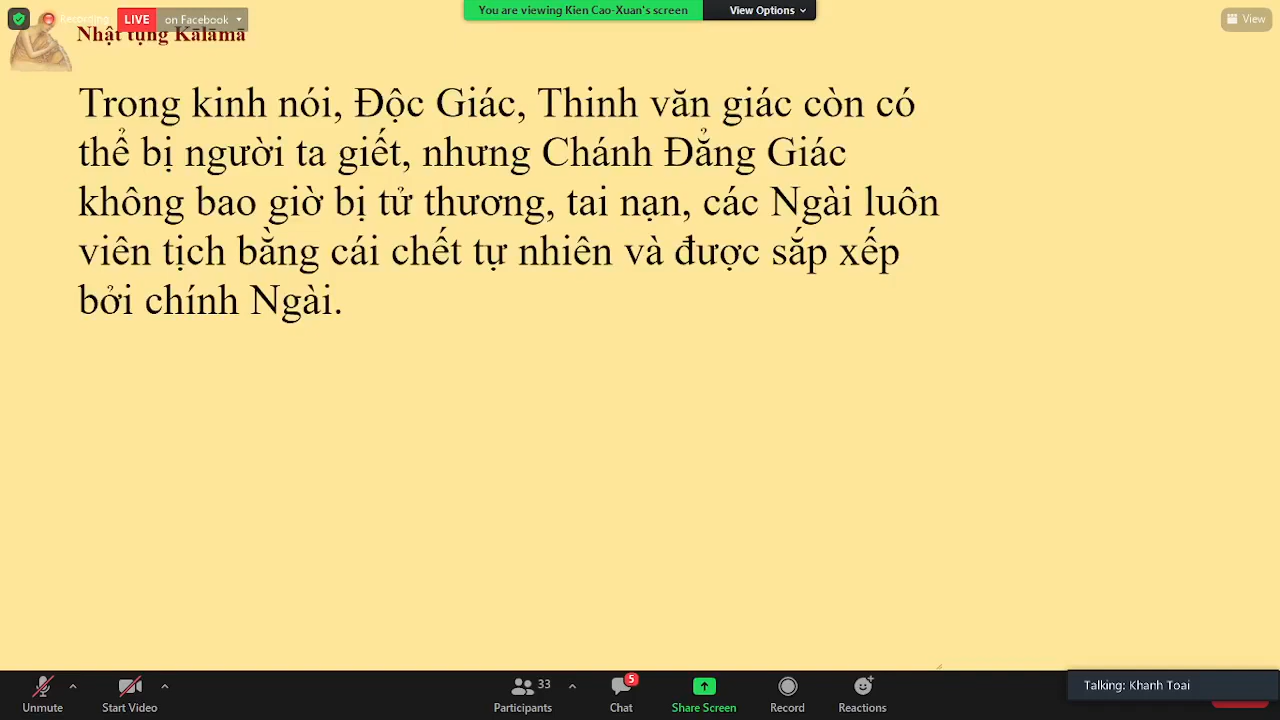 Recording
LIVE on Facebook
You are viewing Kien Cao-Xuan's screen
View Options
View
Nhật tụng Kālāmā
Trong kinh nói, Độc Giác, Thinh văn giác còn có
thể bị người ta giết, nhưng Chánh Đẳng Giác
không bao giờ bị tử thương, tai nạn, các Ngài luôn
viên tịch bằng cái chết tự nhiên và được sắp xếp
bởi chính Ngài.
Talking: Khanh Toai
33
5
Unmute
Start Video
Participants
Chat
Share Screen
Record
Reactions